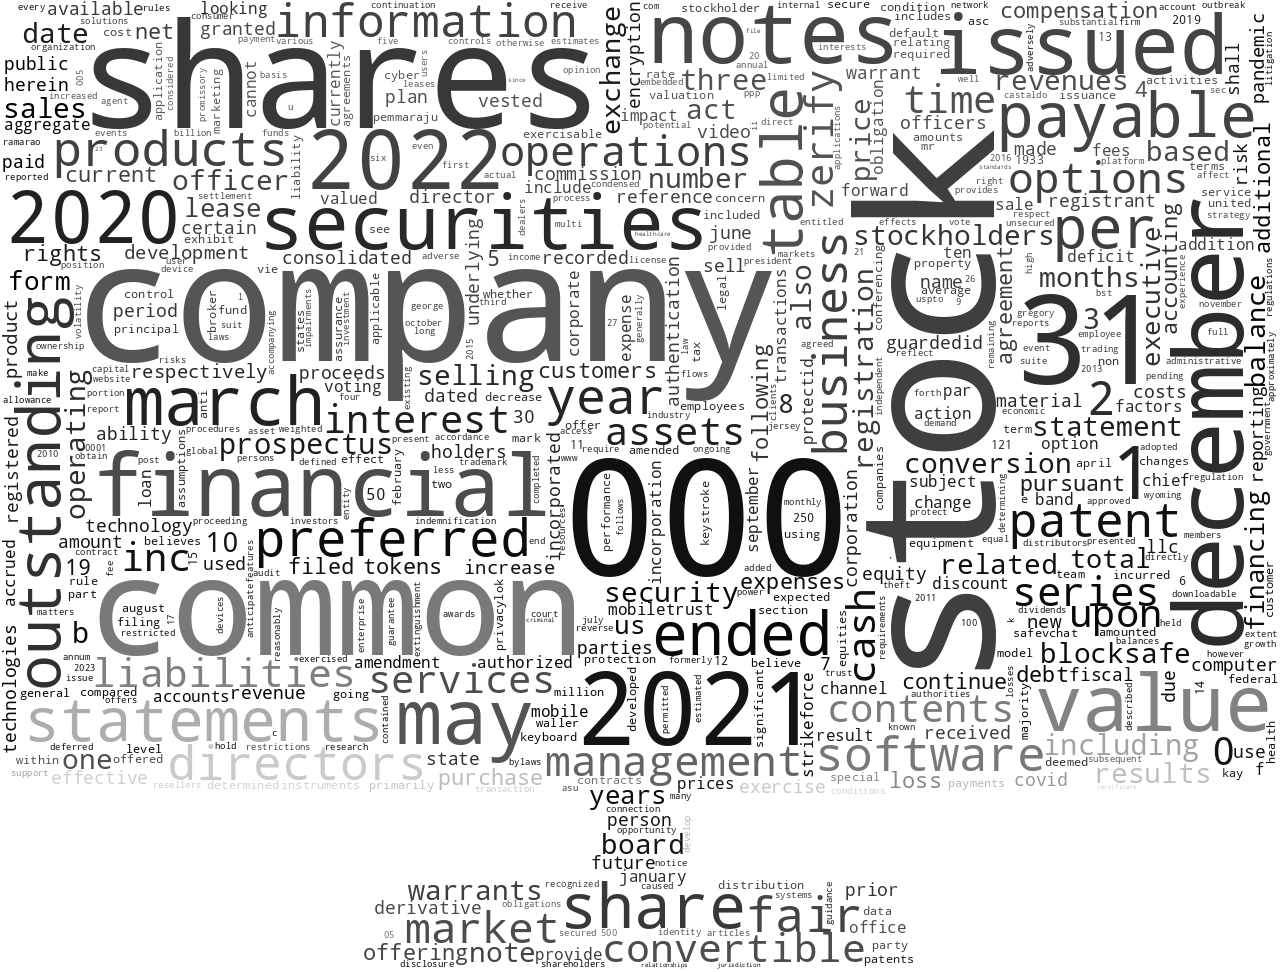 every
available
rules
looking
information
continuation
receive
notes
stockholder
com
internal
secure
condition
network
includes
asc
compensation
account
2019
outbreak
date
solutions
cost
net
granted
consumer
payment
various
five
controls
otherwise
estimates
exchange
file
default
relating
required
issued
substantial
firm
13
pandemic
organization
public
herein
sales
aggregate
increased
005
agent
application
considered
promissory
marketing
cannot
basis
u
shares
currently
agreements
cyber
plan
leases
users
opinion
vested
since
pemmaraju
encryption
rate
valuation
impact
potential
embedded
three
20
annual
ppp
act
video
ii
direct
limited
interests
table
zerify
applications
warrant
price
obligation
time
officers
amounts
mr
well
castaldo
revenues
4
issuance
activities
sec
adversely
shall
litigation
payable
ramarao
paid
reported
events
23
billion
funds
products
current
officer
liability
2022
six
even
first
actual
exercisable
operations
commission
condensed
number
include
process
reference
concern
forward
entitled
right
provides
2016
standards
1933
made
platform
fees
based
terms
affect
options
risk
additional
service
united
strategy
2020
settlement
lease
certain
exhibit
rights
development
valued
director
see
securities
dealers
multi
healthcare
included
june
provided
markets
effects
vote
sale
respect
unsecured
registrant
stockholders
per
accounting
addition
form
position
user
device
vie
consolidated
adverse
5
income
recorded
license
underlying
sell
president
business
also
21
ten
property
name
26
average
uspto
9
conferencing
high
deficit
months
bst
executive
experience
november
regulations
company
control
period
principal
broker
fund
1
suit
laws
states
impairments
assurance
investment
applicable
george
october
long
whether
third
2015
corporate
27
expense
generally
authentication
legal
law
tax
flows
transactions
agreed
registration
guardedid
reflect
remaining
agreement
gregory
reports
event
suite
31
3
employee
trading
non
2013
december
full
administrative
balance
approximately
product
outstanding
volatility
ownership
make
risks
respectively
accompanying
proceeds
voting
four
existing
selling
dated
decrease
customers
year
employees
industry
following
clients
jersey
8
protectid
independent
stock
forth
par
action
demand
material
economic
2
pending
costs
factors
allowance
2010
registered
capital
website
portion
report
operating
march
anti
interest
30
offer
ability
procedures
asset
weighted
present
accordance
mark
access
assets
amended
ongoing
term
121
statement
option
adopted
reporting
government
0001
obtain
post
global
prospectus
persons
defined
effect
holders
trademark
11
require
www
incorporated
companies
conversion
april
1
changes
chief
regulation
loan
assumptions
financial
entity
50
february
less
two
completed
000
performance
follows
incorporation
keystroke
september
monthly
250
using
corporation
subject
change
protect
determining
e
band
pursuant
approved
wyoming
financing
accrued
technology
proceeding
investors
indemnification
amount
believes
contract
fee
inc
15
10
used
preferred
end
resources
equipment
equal
patent
distributors
presented
members
llc
directly
19
rule
part
matters
audit
features
filed
tokens
increase
security
added
power
expenses
expected
equity
theft
related
discount
team
total
incurred
6
downloadable
customer
technologies
b
august
filing
restricted
17
common
devices
anticipate
reasonably
enterprise
guarantee
extinguishment
awards
privacylok
court
criminal
mobiletrust
section
us
july
reverse
parties
ended
equities
cash
requirements
2011
100
series
k
dividends
new
upon
held
safevchat
amounted
balances
extent
growth
annum
2023
issue
liabilities
exercised
amendment
authorized
protection
formerly
12
believe
7
trust
model
blocksafe
however
computer
federal
general
compared
offers
accounts
revenue
going
services
million
developed
2021
permitted
estimated
significant
strikeforce
channel
continue
authorities
losses
debt
fiscal
due
14
statements
contained
may
mobile
waller
keyboard
contents
known
received
result
majority
value
described
deferred
within
support
one
level
offered
c
hold
restrictions
research
state
bylaws
management
software
deemed
including
subsequent
0
use
health
effective
directors
resellers
determined
instruments
primarily
purchase
transaction
contracts
asu
prices
exercise
special
conditions
loss
payments
covid
results
certificate
kay
f
years
many
connection
person
opportunity
board
develop
future
notice
january
warrants
recognized
caused
distribution
systems
prior
derivative
obligations
share
fair
guidance
data
office
05
market
secured
500
identity
articles
offering
note
provide
convertible
party
patents
disclosure
shareholders
relationships
jurisdiction